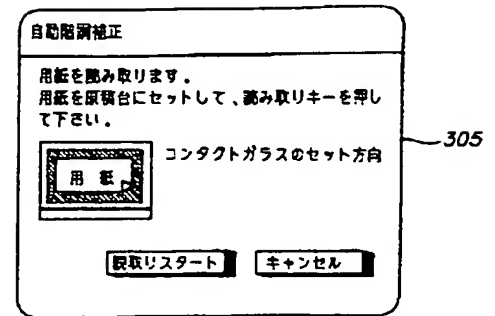 自動階調補正
用紙を読み取ります。
用紙を原稿台にセットして、読み取りキーを押し
て下さい。
コンタクトガラスのセット方向
用 紙
読取りスタート
キャンセル
305